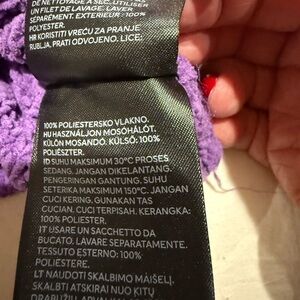 DE NETTOYAGE A SEC, UTILISER
UN FILET DE LAVAGE. LAVER
SÉPARÉMENT. EXTERIEUR: 100%
POLYESTER.
HR KORISTITI VREĆU ZA PRANJE
RUBLJA, PRATI ODVOJENO. LICE:
100% POLIESTERSKO VLAKNO.
HU HASZNÁLJON MOSÓHÁLÓT.
KÜLÖN MOSANDÓ. KÜLSŐ: 100%
POLIÉSZTER.
ID SUHU MAKSIMUM 30°C PROSES
SEDANG. JANGAN DIKELANTANG.
PENGERINGAN GANTUNG. SUHU
SETERIKA MAKSIMUM 150°C. JANGAN
CUCI KERING. GUNAKAN TAS
CUCIAN. CUCI TERPISAH. KERANGKA:
100% POLYESTER.
IT USARE UN SACCHETTO DA
BUCATO. LAVARE SEPARATAMENTE.
TESSUTO ESTERNO: 100%
POLIESTERE.
LT NAUDOTI SKALBIMO MAIŠELĮ.
SKALBTI ATSKIRAI NUO KITŲ